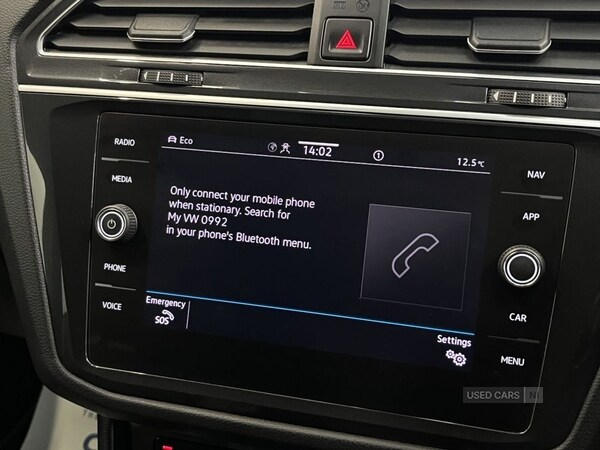 RADIO
MEDIA
PHONE
VOICE
Eco
14:02
12.5°C
Only connect your mobile phone
when stationary. Search for
My VW 0992
in your phone's Bluetooth menu.
Emergency
SOS
Settings
NAV
APP
CAR
MENU
USED CARS NI